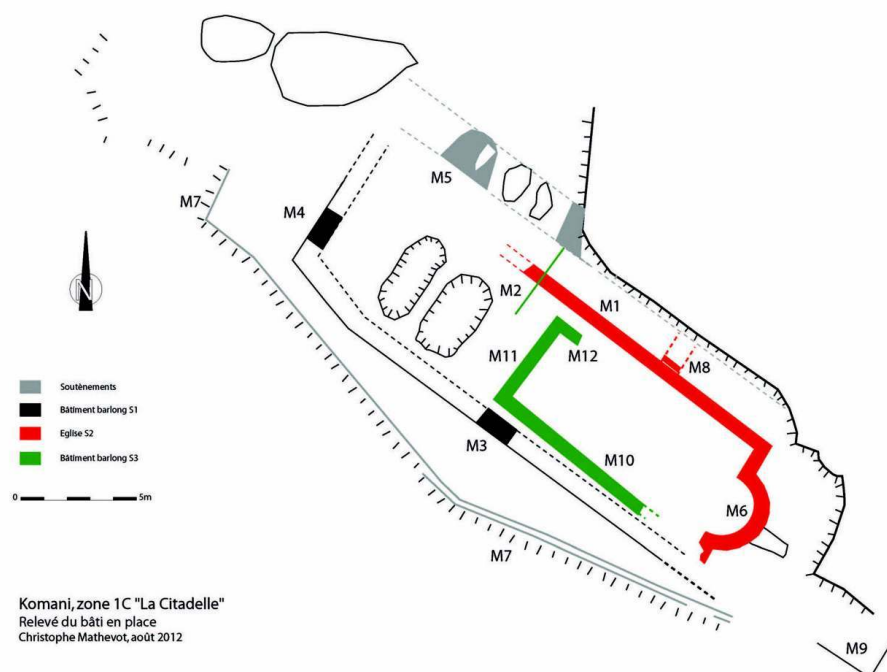 M5
M7
M4
M2
M1
M11
M12
M8
N
Soutènements
Bâtiment barlong S1
Eglise S2
Bâtiment barlong S3
M3
M10
0 5m
M6
M7
Komani, zone 1C "La Citadelle"
Relevé du bâti en place
Christophe Mathevot, août 2012
M9